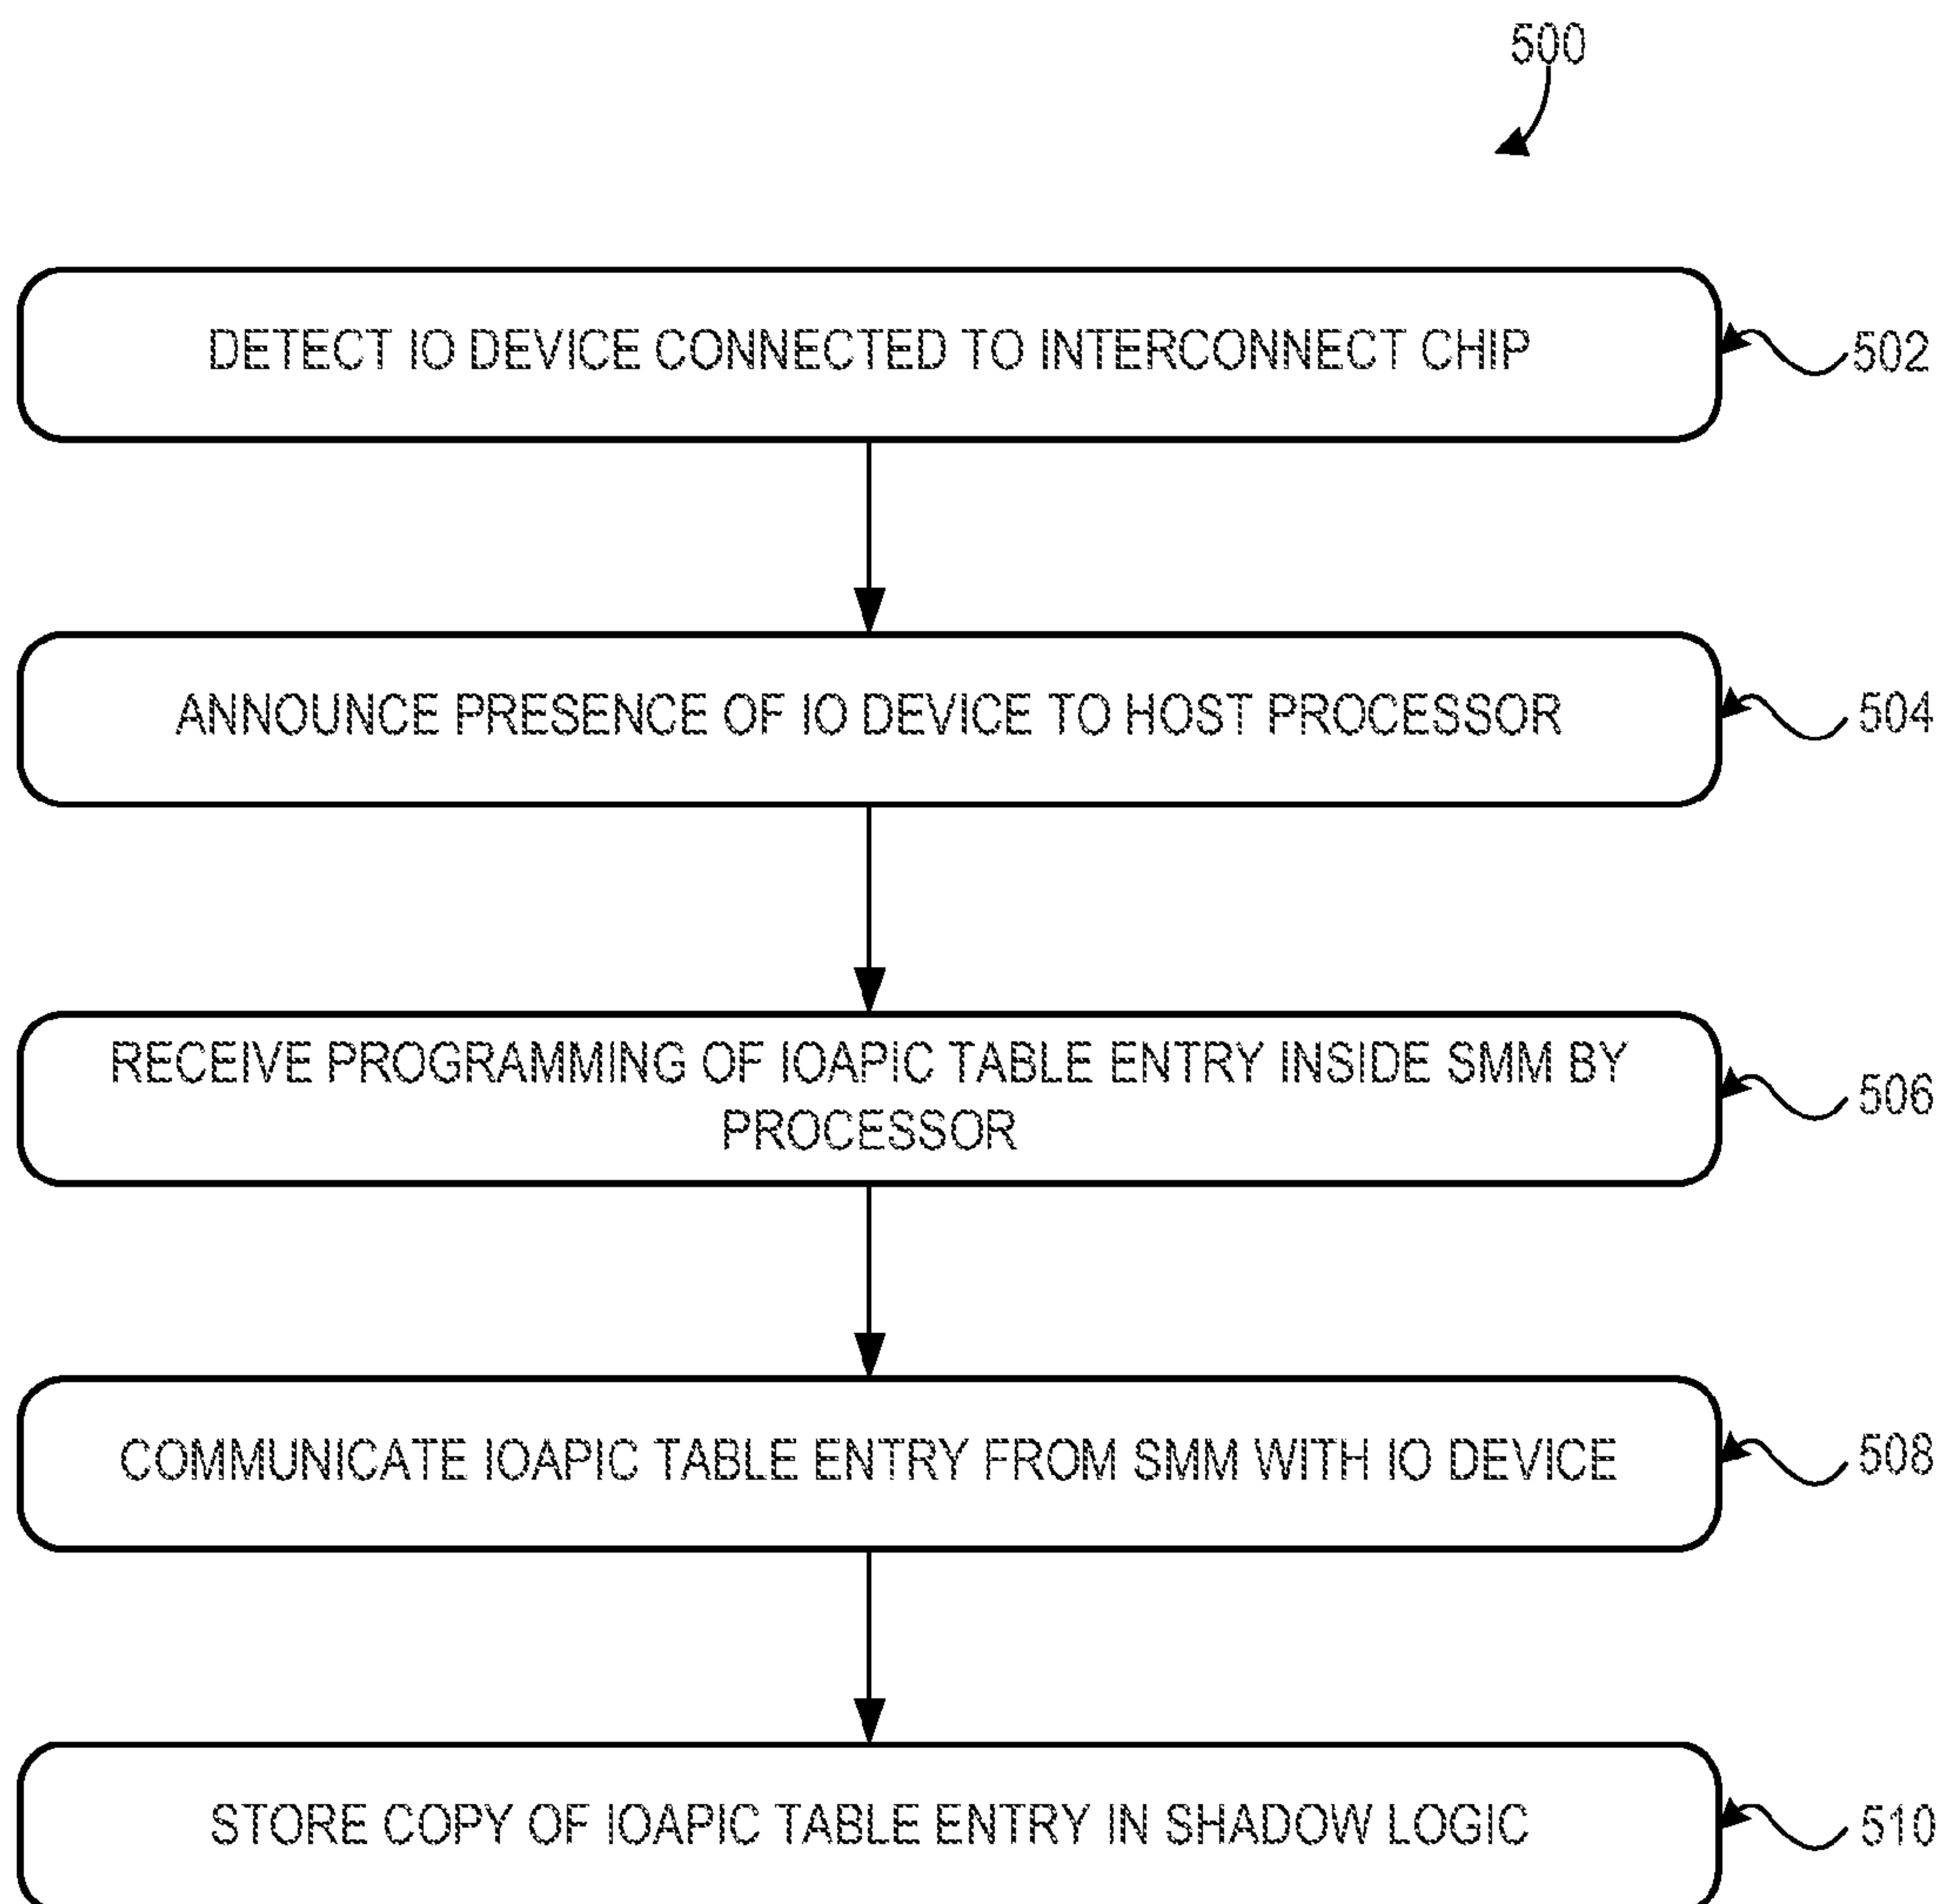 500
DETECT IO DEVICE CONNECTED TO INTERCONNECT CHIP
502
ANNOUNCE PRESENCE OF IO DEVICE TO HOST PROCESSOR
504
RECEIVE PROGRAMMING OF IOAPIC TABLE ENTRY INSIDE SMM BY
PROCESSOR
506
COMMUNICATE IOAPIC TABLE ENTRY FROM SMM WITH IO DEVICE
508
STORE COPY OF IOAPIC TABLE ENTRY IN SHADOW LOGIC
510